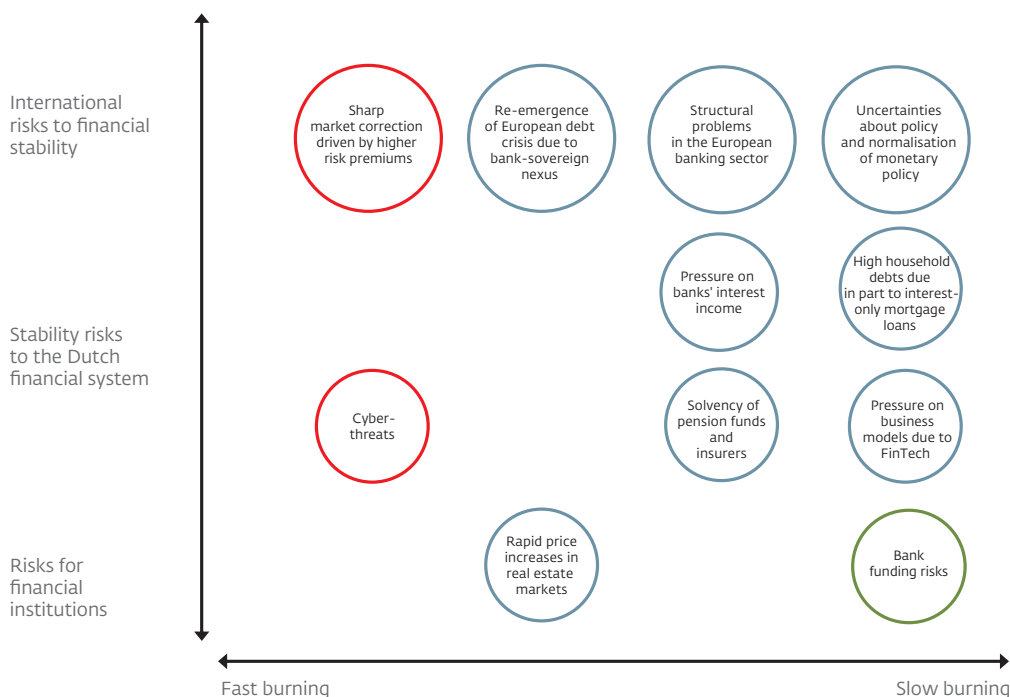 International
risks to financial
stability
Sharp
market correction
driven by higher
risk premiums
Re-emergence
of European debt
crisis due to
bank-sovereign
nexus
Structural
problems
in the European
banking sector
Uncertainties
about policy
and normalisation
of monetary
policy
Stability risks
to the Dutch
financial system
Pressure on
banks' interest
income
High household
debts due
in part to interest-
only mortgage
loans
Cyber-
threats
Solvency of
pension funds
and
insurers
Pressure on
business
models due to
FinTech
Risks for
financial
institutions
Rapid price
increases in
real estate
markets
Bank
funding risks
Fast burning
Slow burning